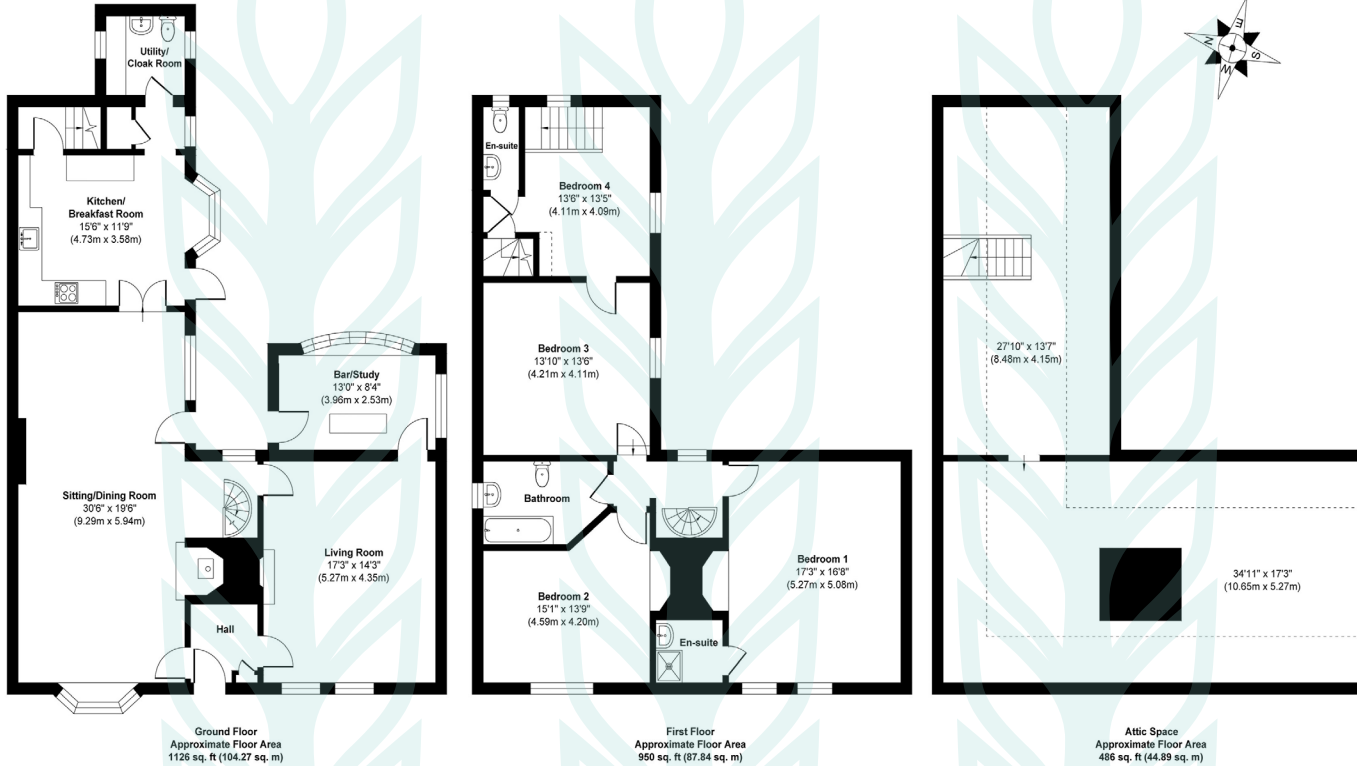 Utility/
Cloak Room
Kitchen/
Breakfast Room
15'6" x 11'9"
(4.73m x 3.58m)
Bar/Study
13'0" x 8'4"
(3.96m x 2.53m)
Sitting/Dining Room
30'6" x 19'6"
(9.29m x 5.94m)
Living Room
17'3" x 14'3"
(5.27m x 4.35m)
Hall
Ground Floor
Approximate Floor Area
1126 sq. ft (104.27 sq. m)
En-suite
Bedroom 4
13'6" x 13'5"
(4.11m x 4.09m)
Bedroom 3
13'10" x 13'6"
(4.21m x 4.11m)
Bathroom
Bedroom 1
17'3" x 16'8"
(5.27m x 5.08m)
Bedroom 2
15'1" x 13'9"
(4.59m x 4.20m)
En-suite
First Floor
Approximate Floor Area
950 sq. ft (87.84 sq. m)
N
E
S
W
27'10" x 13'7"
(8.48m x 4.15m)
34'11" x 17'3"
(10.65m x 5.27m)
Attic Space
Approximate Floor Area
486 sq. ft (44.89 sq. m)